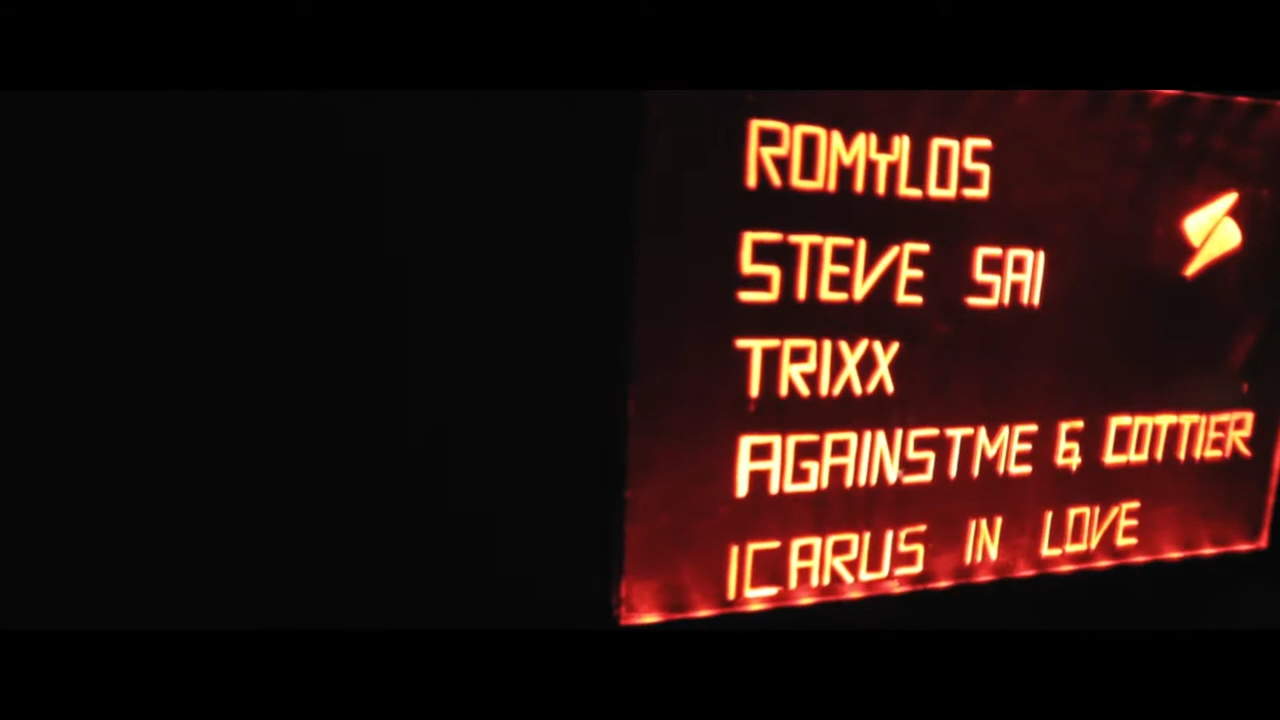 ROMYLOS
STEVE SAI
TRIXX
AGAINSTME & COTTIER
ICARUS IN LOVE